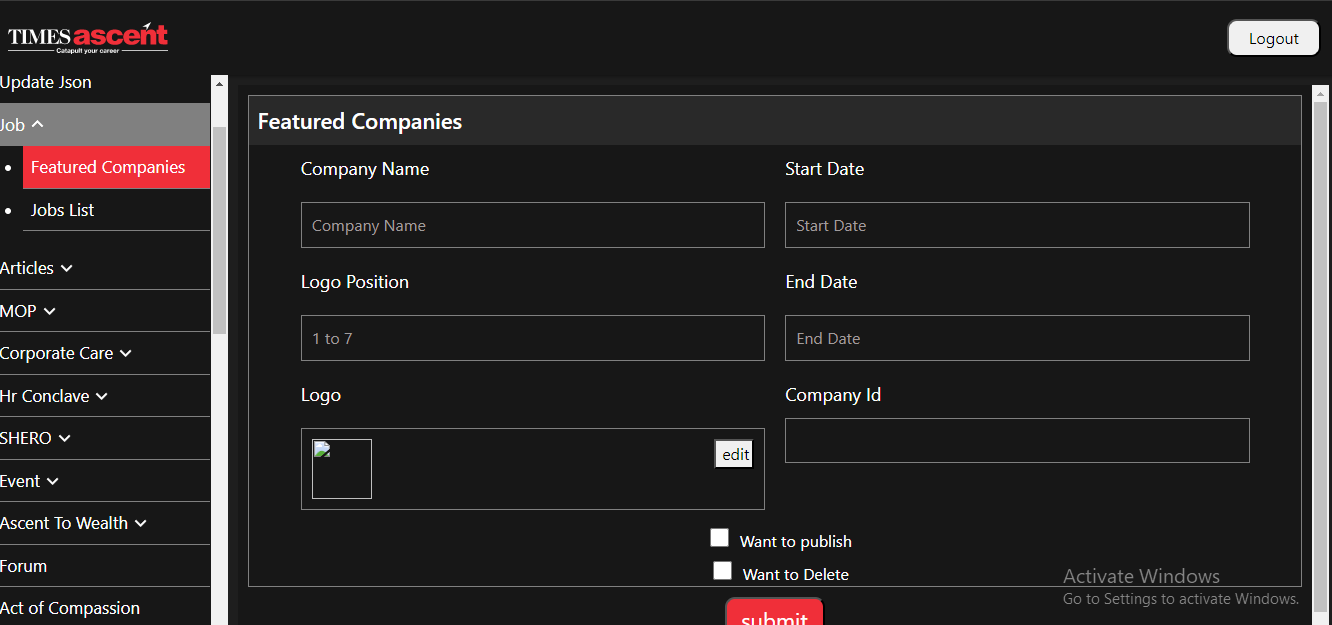 TIMES ascent
Catapult your career
Logout
Update Json
Job
Featured Companies
Jobs List
Articles
MOP
Corporate Care
Hr Conclave
SHERO
Event
Ascent To Wealth
Forum
Act of Compassion
Featured Companies
Company Name
Start Date
Company Name
Start Date
Logo Position
End Date
1 to 7
End Date
Logo
Company Id
edit
Want to publish
Want to Delete
submit
Activate Windows
Go to Settings to activate Windows.